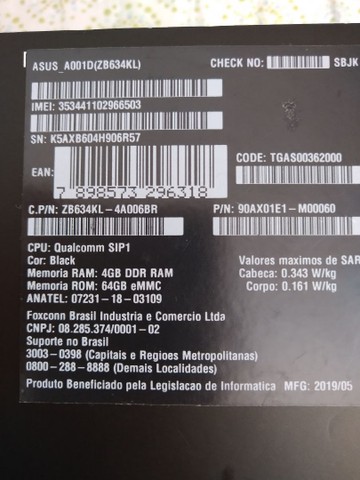 ASUS_A001D(ZB634KL) CHECK NO: SBJK
IMEI: 353441102966503
SN: K5AXB604H906R57
CODE: TGAS00362000
EAN:
7 898573 296318
C.P/N: ZB634KL-4A006BR P/N: 90AX01E1-M00060
CPU: Qualcomm SIP1
Cor: Black Valores maximos de SAR
Memoria RAM: 4GB DDR RAM Cabeca: 0.343 W/kg
Memoria ROM: 64GB eMMC Corpo: 0.161 W/kg
ANATEL: 07231-18-03109
Foxconn Brasil Industria e Comercio Ltda
CNPJ: 08.285.374/0001-02
Suporte no Brasil
3003-0398 (Capitais e Regioes Metropolitanas)
0800-288-8888 (Demais Localidades)
Produto Beneficiado pela Legislacao de Informatica MFG: 2019/05